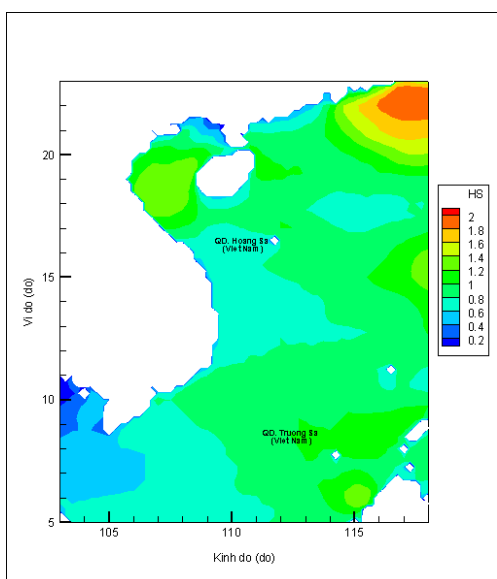 HS
2
1.8
1.6
1.4
1.2
1
0.8
0.6
0.4
0.2
20
15
10
5
QD. Hoang Sa
(Viet Nam)
QD. Truong Sa
(Viet Nam)
Vi do (do)
105
110
115
Kinh do (do)